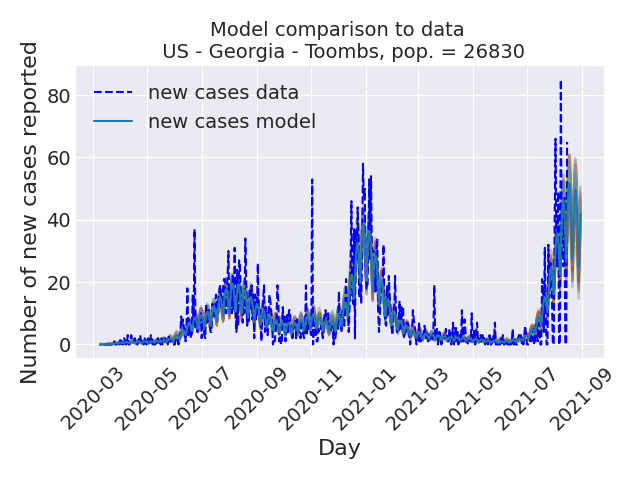 Model comparison to data
US - Georgia - Toombs, pop. = 26830
Number of new cases reported
80
60
40
20
0
new cases data
new cases model
2020-03
2020-05
2020-07
2020-09
2020-11
2021-01
2021-03
2021-05
2021-07
2021-09
Day